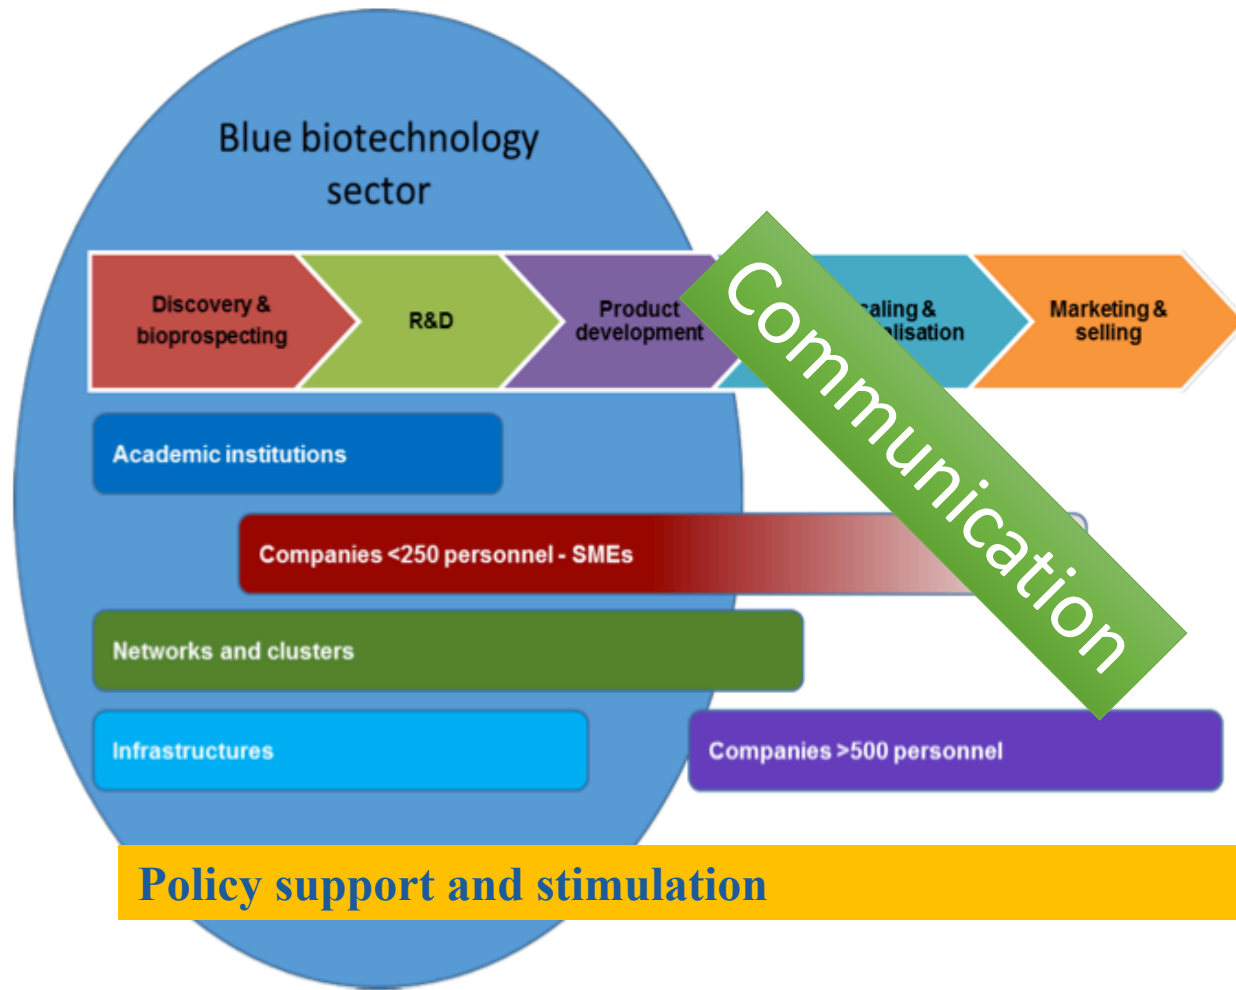 Blue biotechnology
sector
Discovery &
bioprospecting
R&D
Product
development
&
Marketing &
selling
Communication
Academic institutions
Companies <250 personnel - SMEs
Networks and clusters
Infrastructures
Companies >500 personnel
Policy support and stimulation